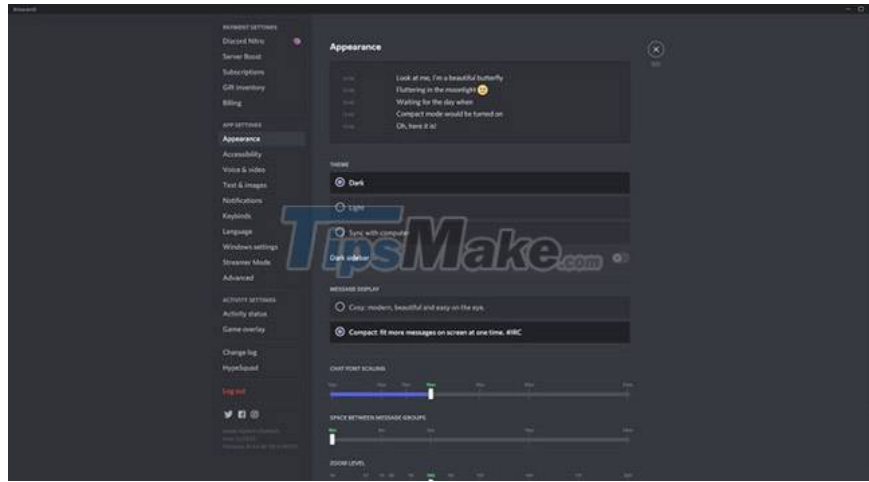 PAYMENT SETTINGS
Discord Nitro
Server Boost
Subscriptions
Gift inventory
Billing
APP SETTINGS
Appearance
Accessibility
Voice & video
Text & images
Notifications
Keybinds
Language
Windows settings
Streamer Mode
Advanced
ACTIVITY SETTINGS
Activity status
Game overlay
Change log
HypeSquad
Log out
Appearance
Look at me, I'm a beautiful butterfly
Fluttering in the moonlight
Waiting for the day when
Compact mode would be turned on
Oh, here it is!
THEME
Dark
Light
Sync with computer
Dark sidebar
TipsMake.com
MESSAGE DISPLAY
Cosy: modern, beautiful and easy on the eye.
Compact: fit more messages on screen at one time. #IRC
CHAT FONT SCALING
SPACE BETWEEN MESSAGE GROUPS
ZOOM LEVEL